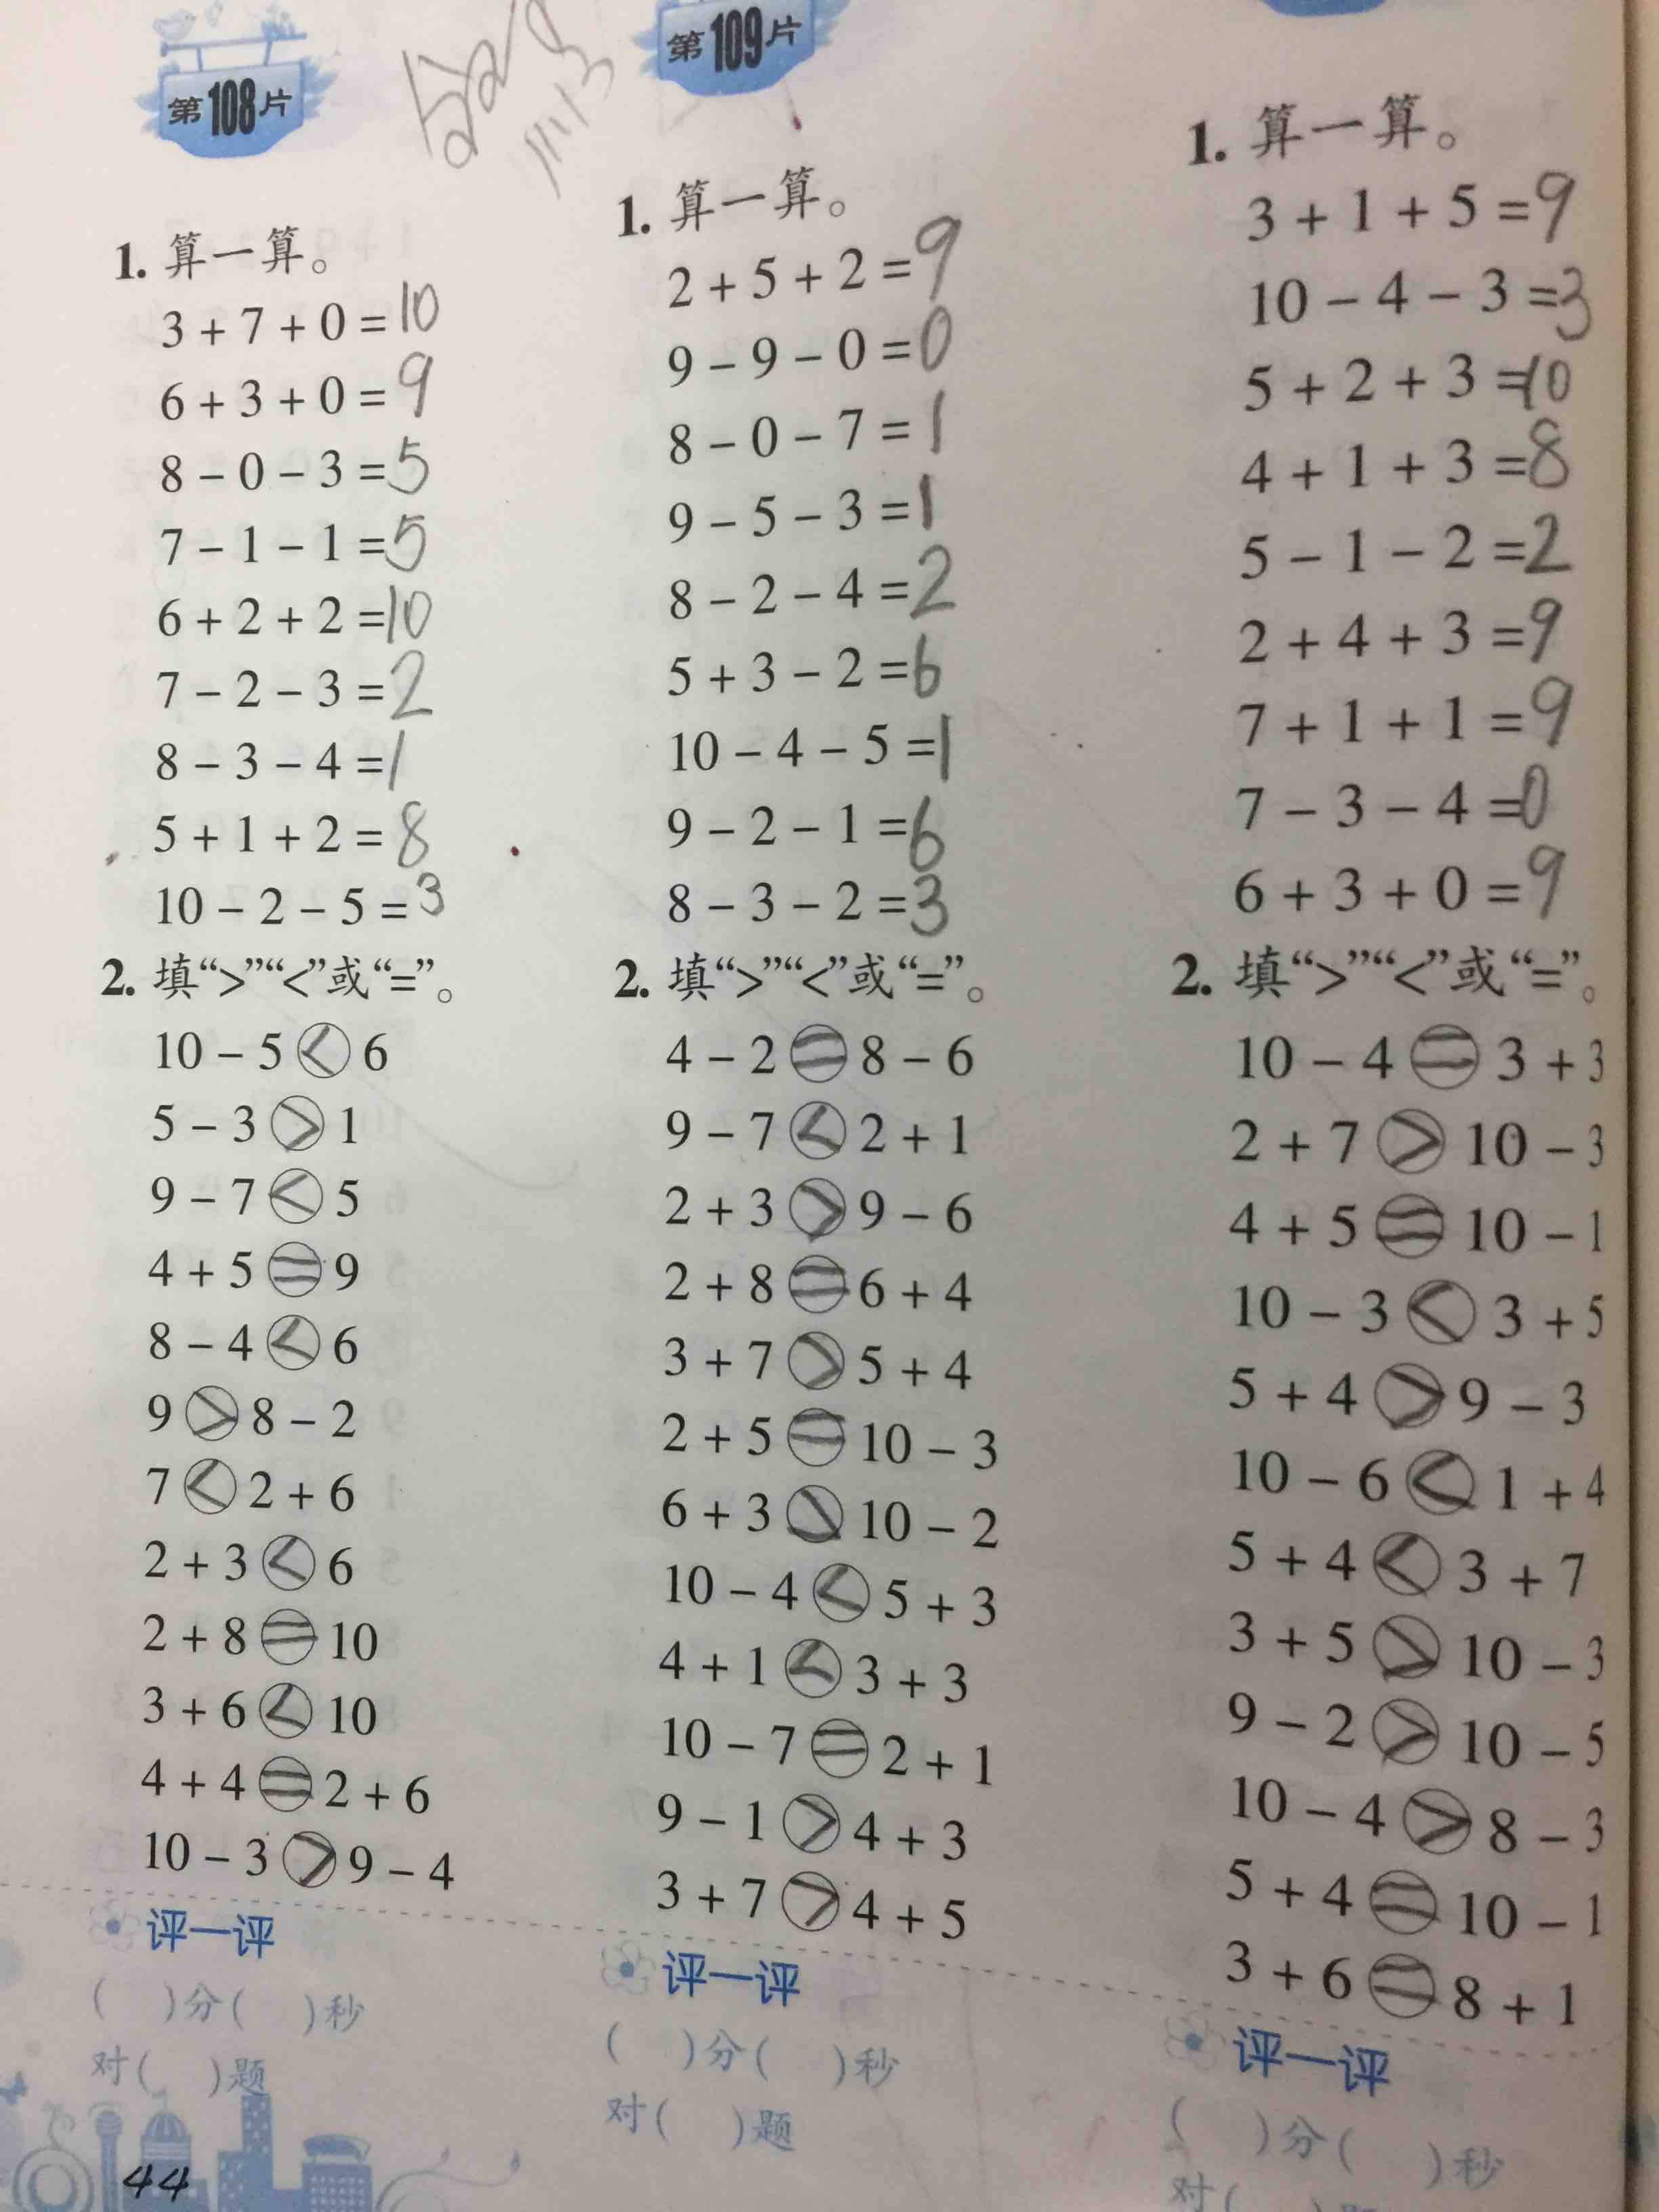 第108片
1. 算一算。
3 + 7 + 0 = 10
6 + 3 + 0 = 9
8 - 0 - 3 = 5
7 - 1 - 1 = 5
6 + 2 + 2 = 10
7 - 2 - 3 = 2
8 - 3 - 4 = 1
5 + 1 + 2 = 8
10 - 2 - 5 = 3
2. 填“>”“<”或“=”。
10 - 5 < 6
5 - 3 > 1
9 - 7 < 5
4 + 5 = 9
8 - 4 < 6
9 > 8 - 2
7 < 2 + 6
2 + 3 < 6
2 + 8 = 10
3 + 6 < 10
4 + 4 = 2 + 6
10 - 3 > 9 - 4
评一评
( )分( )秒
对( )题
44
第109片
1. 算一算。
2 + 5 + 2 = 9
9 - 9 - 0 = 0
8 - 0 - 7 = 1
9 - 5 - 3 = 1
8 - 2 - 4 = 2
5 + 3 - 2 = 6
10 - 4 - 5 = 1
9 - 2 - 1 = 6
8 - 3 - 2 = 3
2. 填“>”“<”或“=”。
4 - 2 = 8 - 6
9 - 7 < 2 + 1
2 + 3 > 9 - 6
2 + 8 = 6 + 4
3 + 7 > 5 + 4
2 + 5 = 10 - 3
6 + 3 > 10 - 2
10 - 4 < 5 + 3
4 + 1 < 3 + 3
10 - 7 = 2 + 1
9 - 1 > 4 + 3
3 + 7 > 4 + 5
评一评
( )分( )秒
对( )题
1. 算一算。
3 + 1 + 5 = 9
10 - 4 - 3 = 3
5 + 2 + 3 = 10
4 + 1 + 3 = 8
5 - 1 - 2 = 2
2 + 4 + 3 = 9
7 + 1 + 1 = 9
7 - 3 - 4 = 0
6 + 3 + 0 = 9
2. 填“>”“<”或“=”。
10 - 4 = 3 + 3
2 + 7 > 10 - 3
4 + 5 = 10 - 1
10 - 3 < 3 + 5
5 + 4 > 9 - 3
10 - 6 < 1 + 4
5 + 4 < 3 + 7
3 + 5 > 10 - 3
9 - 2 > 10 - 5
10 - 4 > 8 - 3
5 + 4 = 10 - 1
3 + 6 = 8 + 1
评一评
( )分( )秒
对(